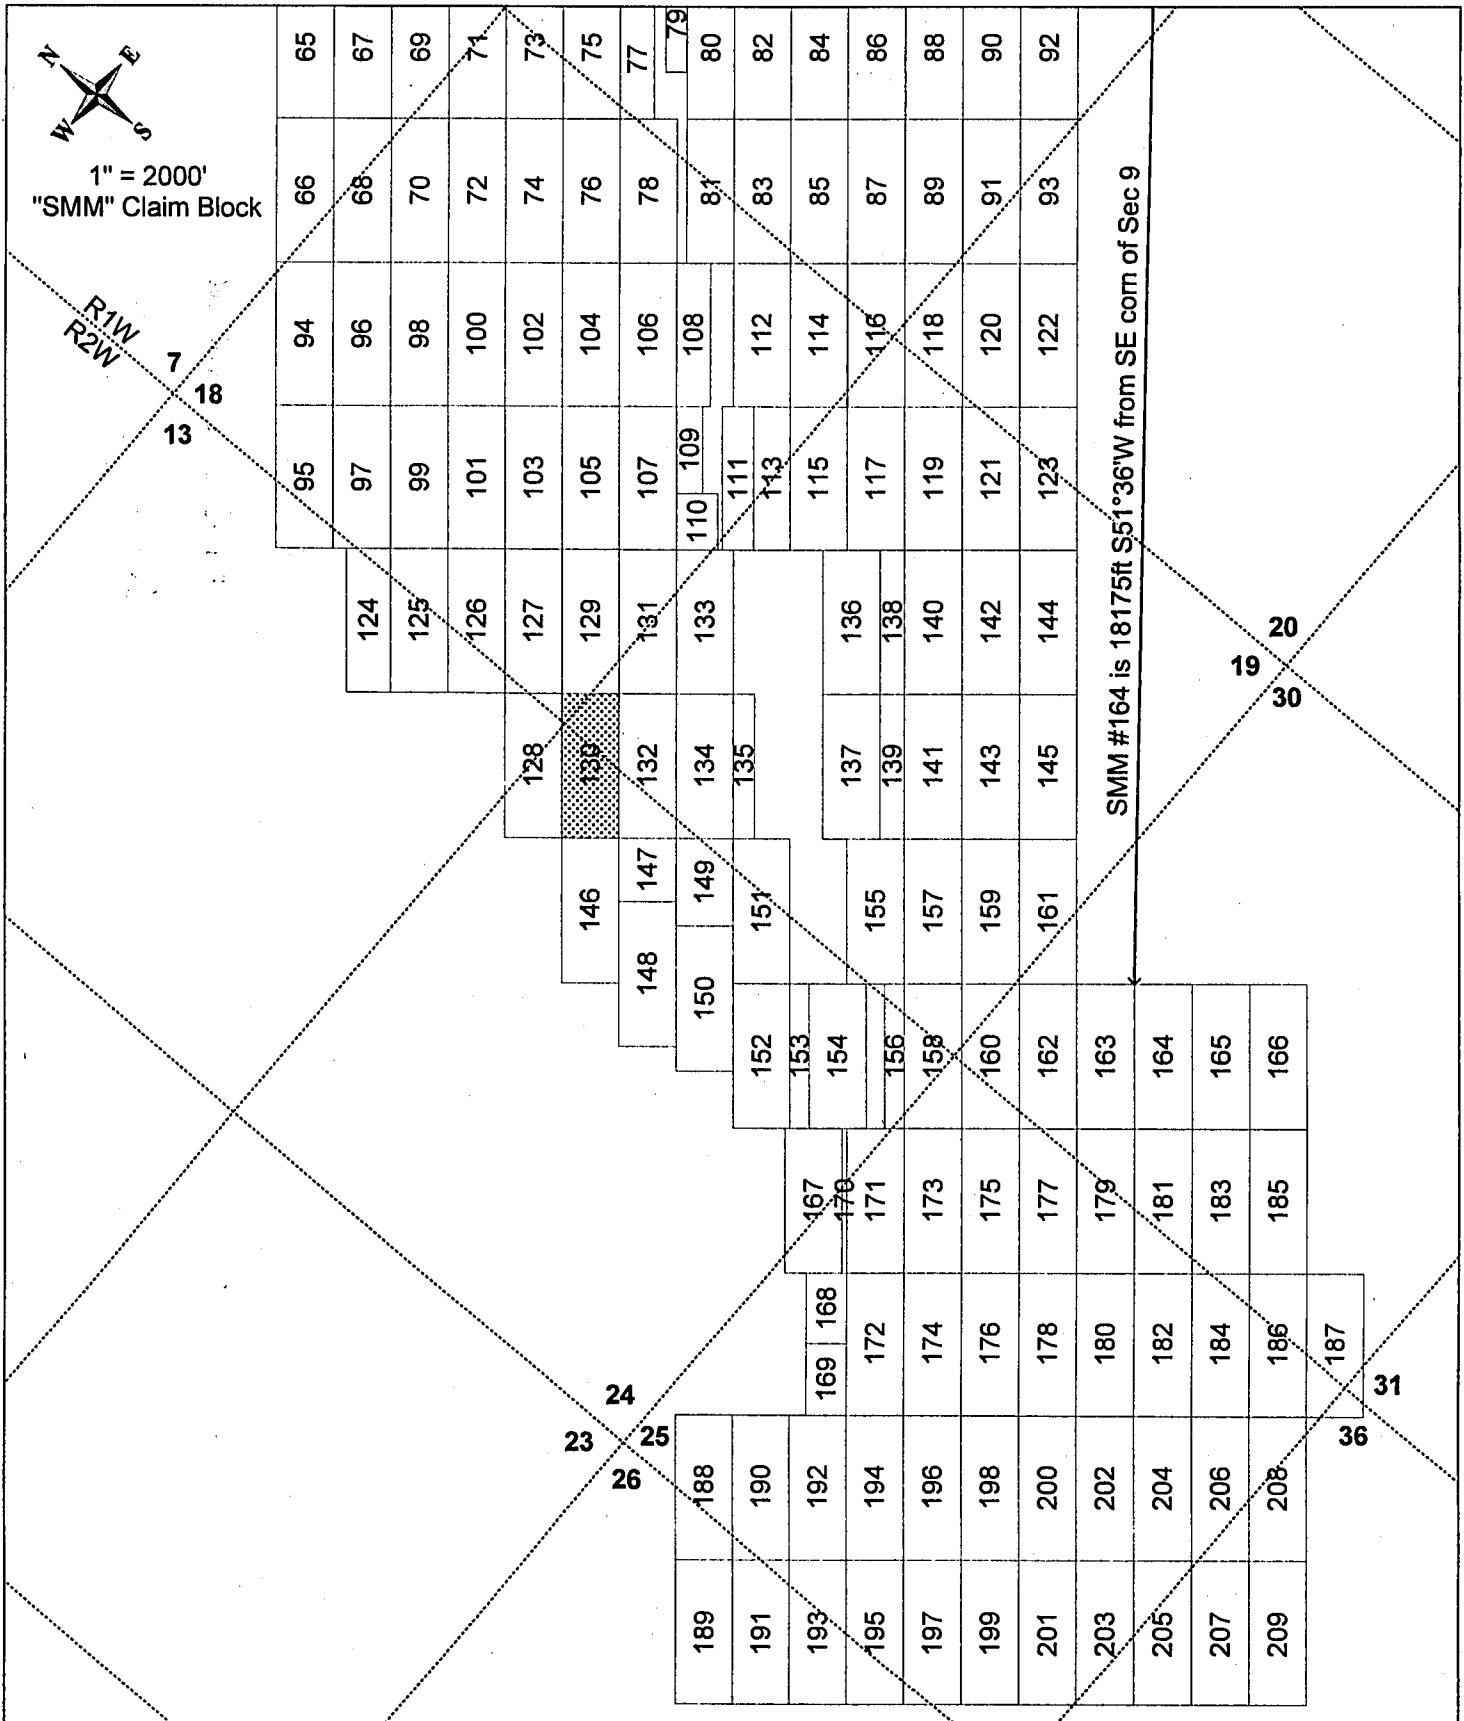 N E
W S
1" = 2000'
"SMM" Claim Block
65 67 69 71 73 75 77 79 80 82 84 86 88 90 92
66 68 70 72 74 76 78 81 83 85 87 89 91 93
R1W
R2W
94 96 98 100 102 104 106 108 112 114 116 118 120 122
7
18
13
95 97 99 101 103 105 107 109 110 111 113 115 117 119 121 123
SMM #164 is 18175ft S51°36'W from SE corn of Sec 9
124 125 126 127 129 131 133 136 138 140 142 144
20
19
30
128 130 132 134 135 137 139 141 143 145
146 147 148 149 150 151 155 157 159 161
152 153 154 156 158 160 162 163 164 165 166
167 170 171 173 175 177 179 181 183 185
168 169 172 174 176 178 180 182 184 186 187
24
23 25
26
31
36
188 190 192 194 196 198 200 202 204 206 208
189 191 193 195 197 199 201 203 205 207 209